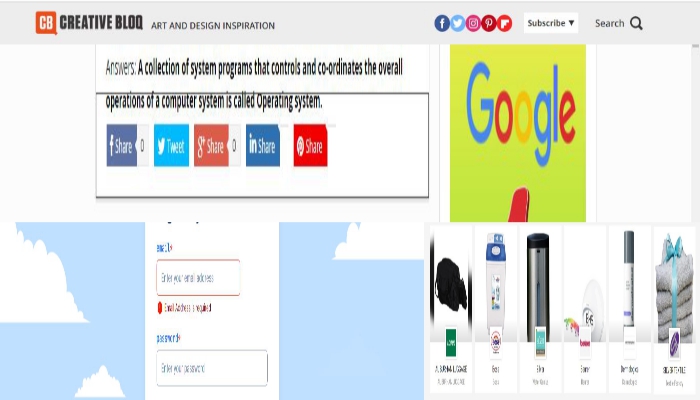 CB CREATIVE BLOQ ART AND DESIGN INSPIRATION Subscribe ▼ Search
Answers: A collection of system programs that controls and co-ordinates the overall
operations of a computer system is called Operating system.
Share 0 Tweet Share 0 Share Share
Google
email*
Enter your email address
Email Address is required
password*
Enter your password